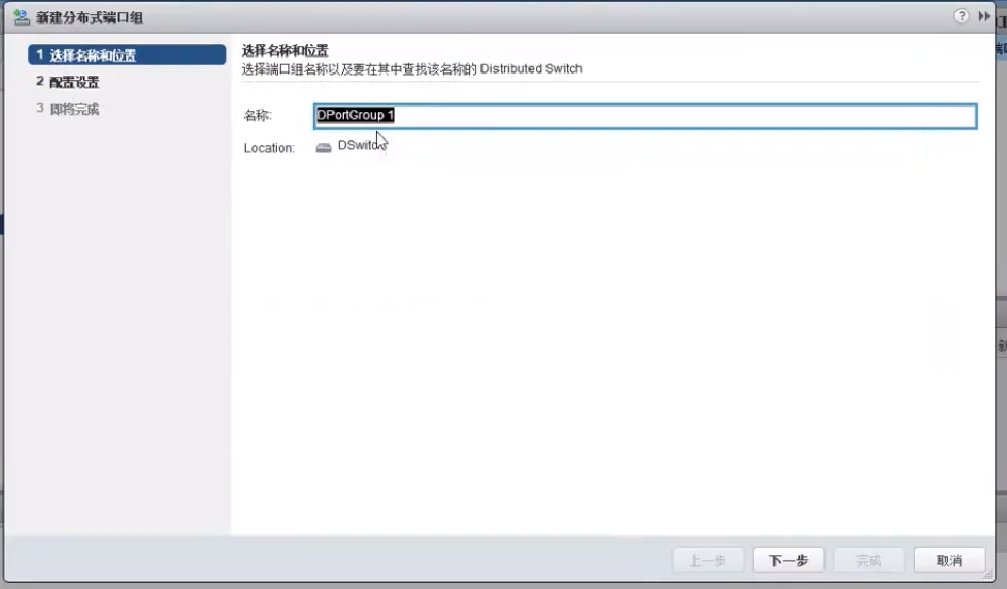 新建分布式端口组
1 选择名称和位置
2 配置设置
3 即将完成
选择名称和位置
选择端口组名称以及要在其中查找该名称的 Distributed Switch
名称: DPortGroup 1
Location: DSwitch
上一步 下一步 完成 取消